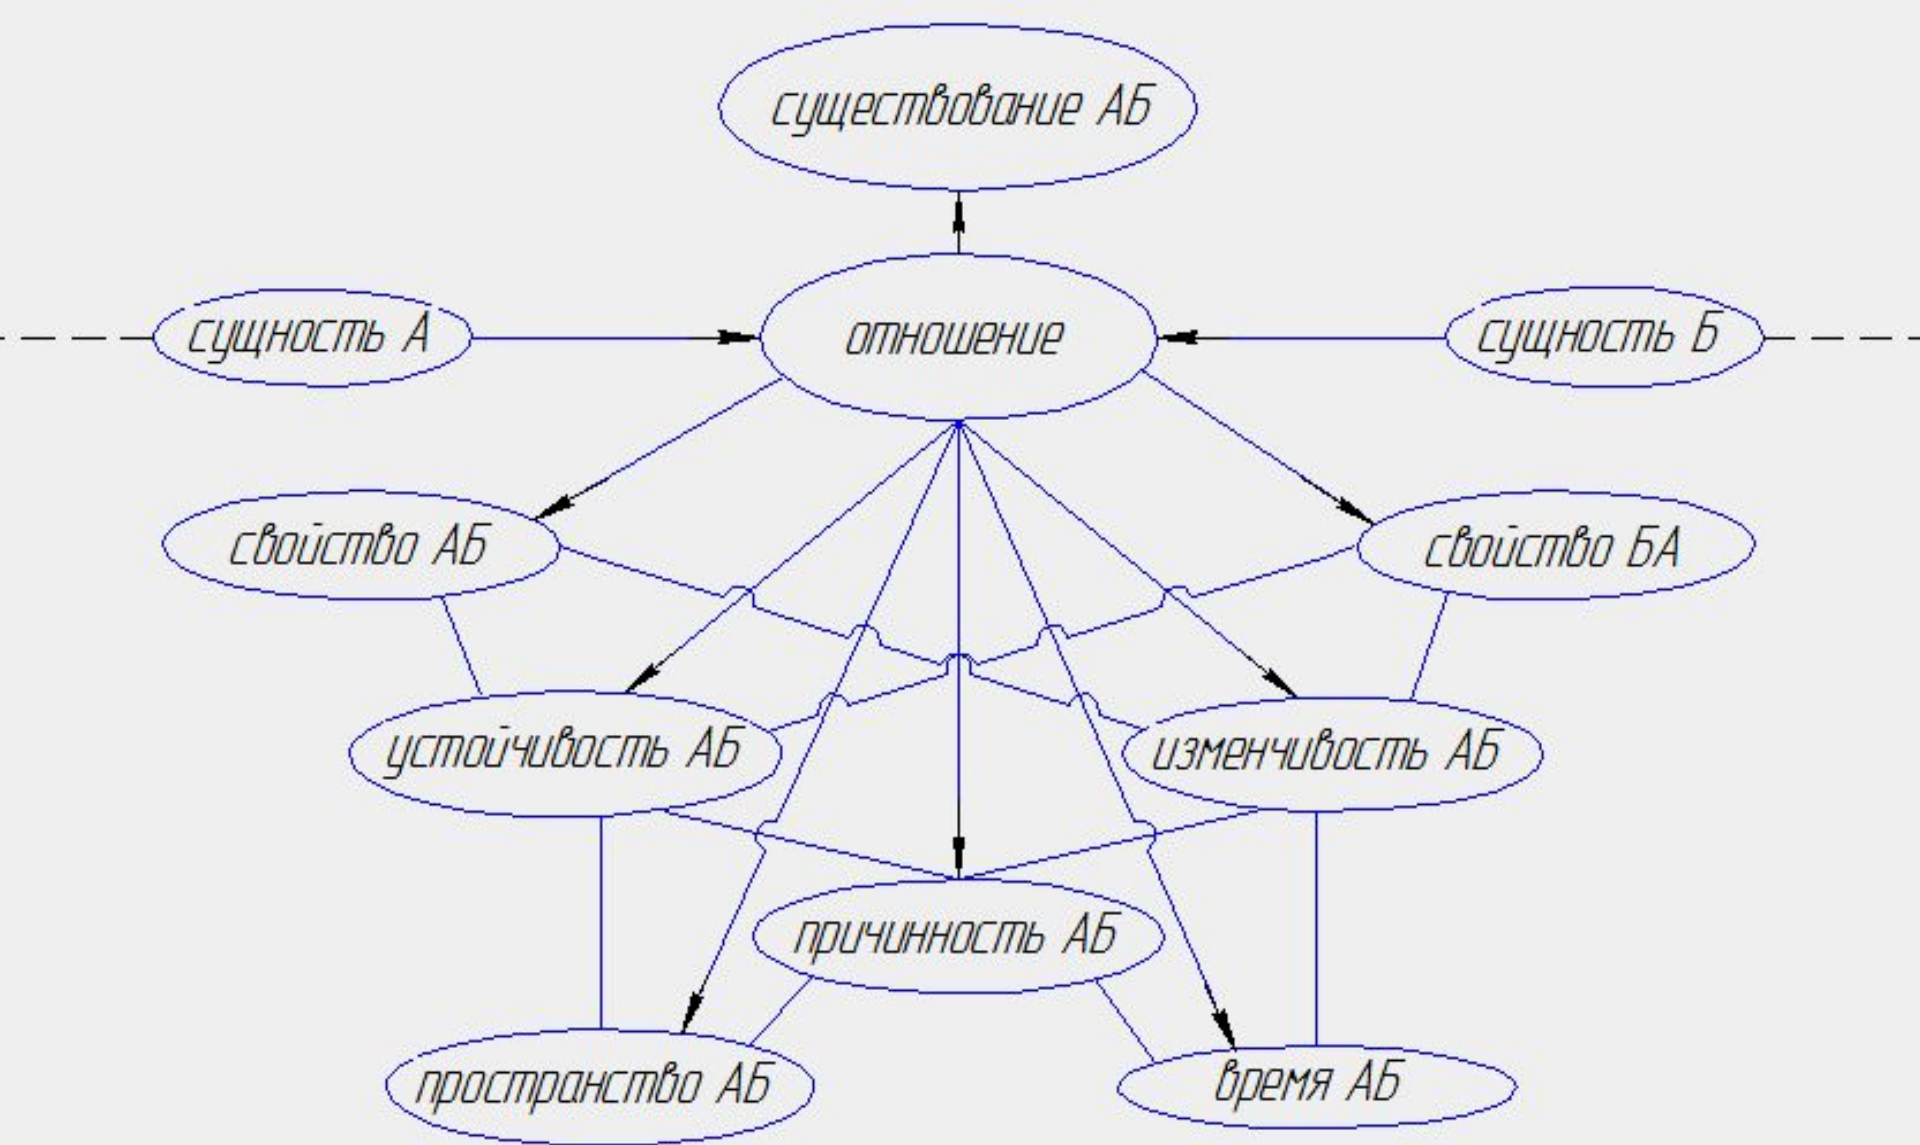 существование АБ
сущность А
отношение
сущность Б
свойство АБ
свойство БА
устойчивость АБ
изменчивость АБ
причинность АБ
пространство АБ
время АБ